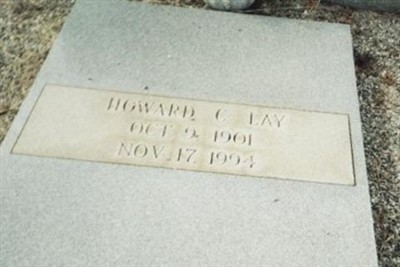 HOWARD C LAY
OCT 9 1901
NOV. 17 1994